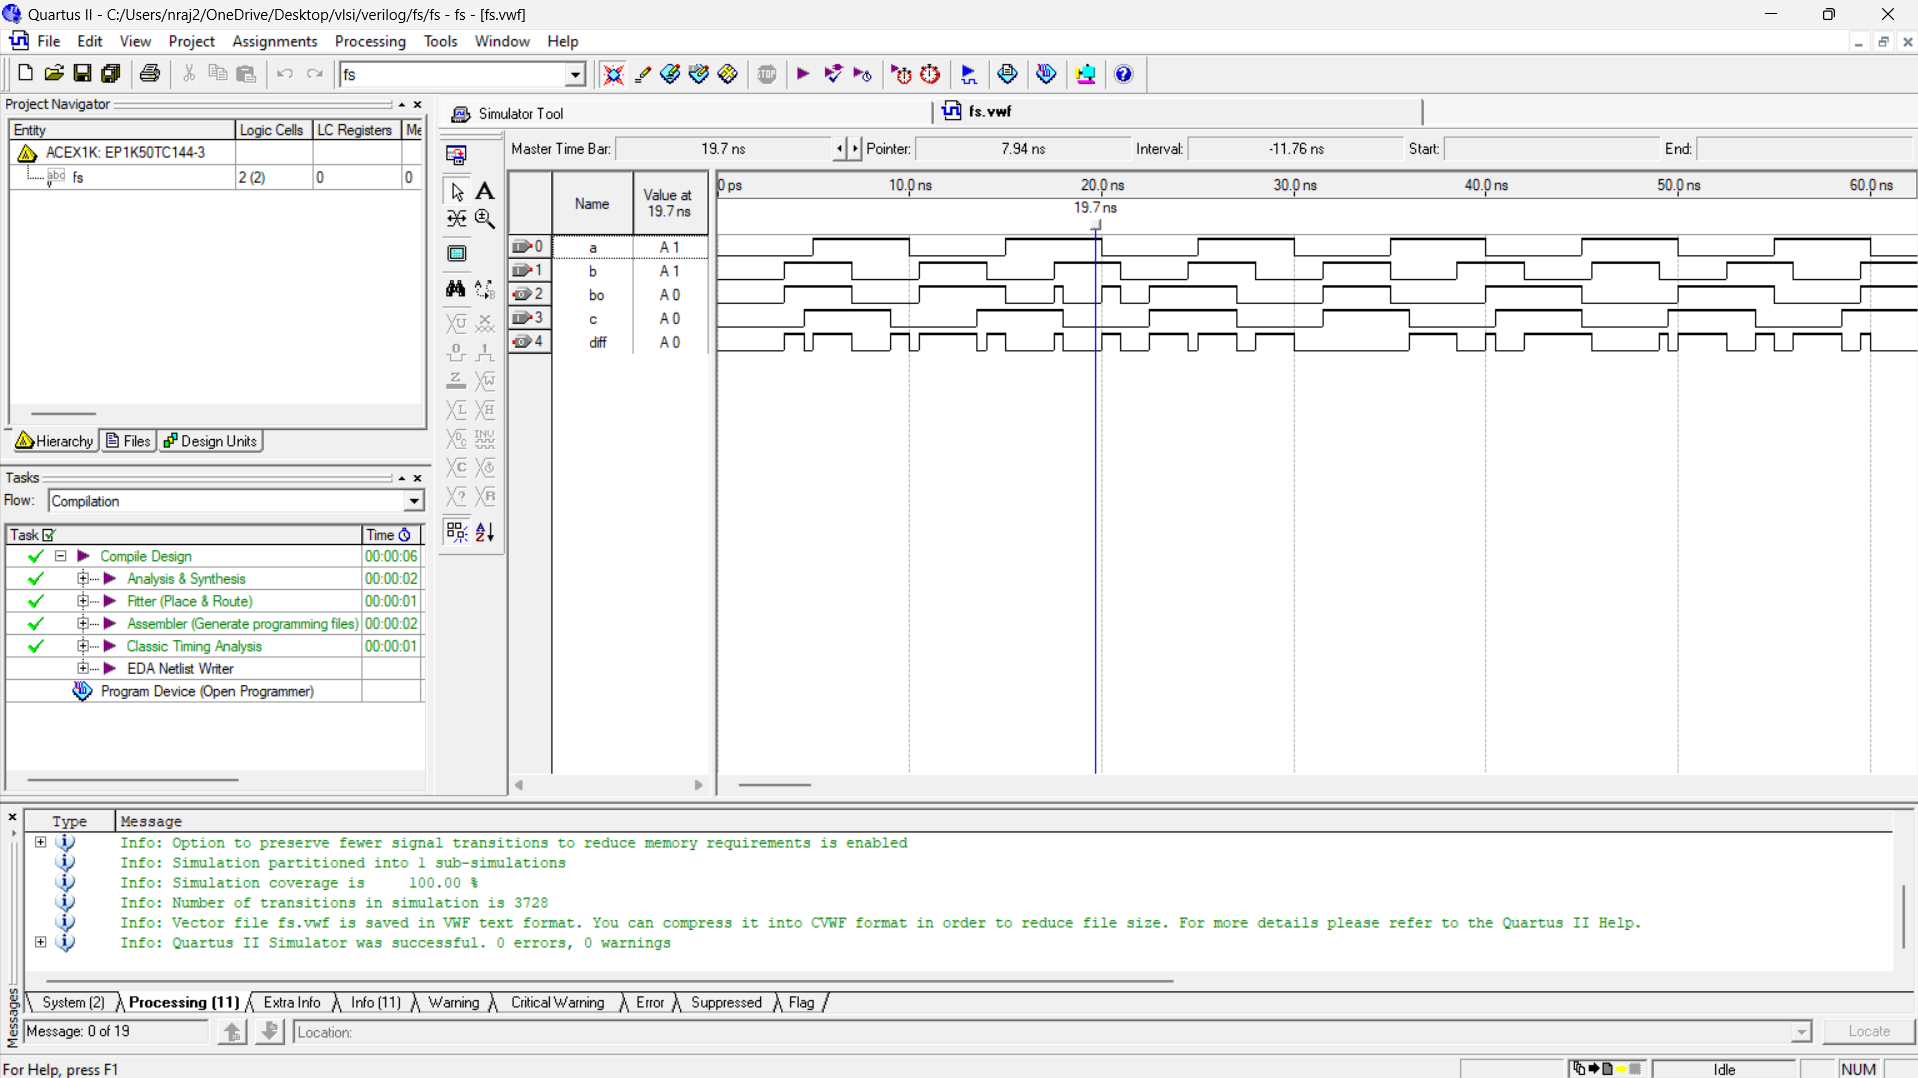 Quartus II - C:/Users/nraj2/OneDrive/Desktop/vlsi/verilog/fs/fs - fs - [fs.vwf]
File Edit View Project Assignments Processing Tools Window Help
fs
STOP
Project Navigator
Entity Logic Cells LC Registers Me
ACEX1K: EP1K50TC144-3
abd fs 2 (2) 0 0
Hierarchy Files Design Units
Tasks
Flow: Compilation
Task Time
Compile Design 00:00:06
Analysis & Synthesis 00:00:02
Fitter (Place & Route) 00:00:01
Assembler (Generate programming files) 00:00:02
Classic Timing Analysis 00:00:01
EDA Netlist Writer
Program Device (Open Programmer)
Simulator Tool fs.vwf
Master Time Bar: 19.7 ns Pointer: 7.94 ns Interval: -11.76 ns Start: End:
Name Value at 19.7 ns
0 ps 10.0 ns 20.0 ns 30.0 ns 40.0 ns 50.0 ns 60.0 ns
19.7 ns
0 a A 1
1 b A 1
2 bo A 0
3 c A 0
4 diff A 0
Type Message
Info: Option to preserve fewer signal transitions to reduce memory requirements is enabled
Info: Simulation partitioned into 1 sub-simulations
Info: Simulation coverage is 100.00 %
Info: Number of transitions in simulation is 3728
Info: Vector file fs.vwf is saved in VWF text format. You can compress it into CVWF format in order to reduce file size. For more details please refer to the Quartus II Help.
Info: Quartus II Simulator was successful. 0 errors, 0 warnings
System (2) Processing (11) Extra Info Info (11) Warning Critical Warning Error Suppressed Flag
Messages
Message: 0 of 19 Location: Locate
For Help, press F1 Idle NUM